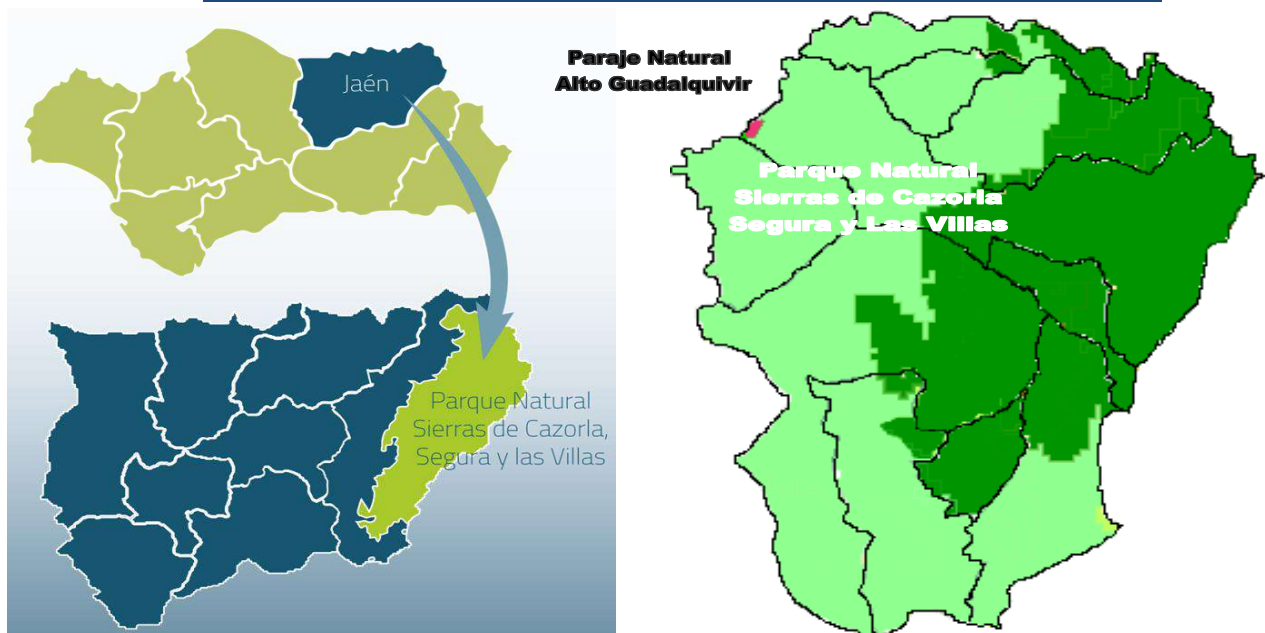 Jaén
Parque Natural
Sierras de Cazorla,
Segura y las Villas
Paraje Natural
Alto Guadalquivir
Parque Natural
Sierras de Cazorla
Segura y Las Villas